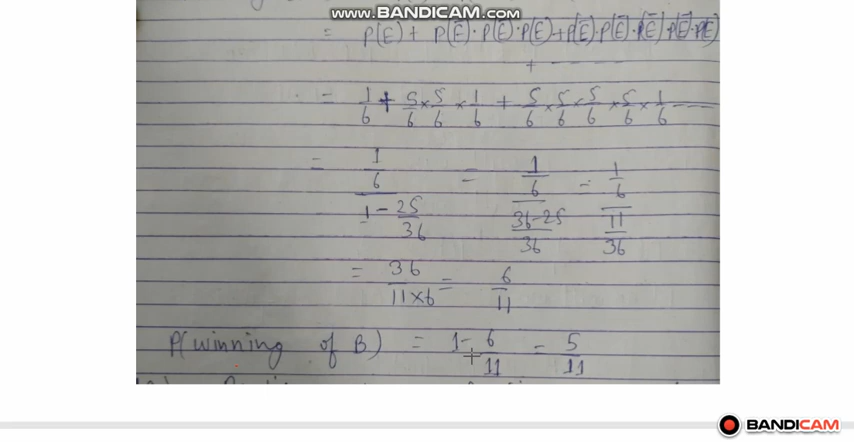 www.BANDICAM.com
= P(E) + P(Ē)·P(Ē)·P(E) + P(Ē)·P(Ē)·P(Ē)·P(Ē)·P(E)
+ -------
= 1/6 + 5/6 × 5/6 × 1/6 + 5/6 × 5/6 × 5/6 × 5/6 × 1/6 ---
= 1/6 / 1 - 25/36 = 1/6 / 36-25/36 = 1/6 / 11/36
= 36 / 11×6 = 6/11
P(winning of B) = 1 - 6/11 = 5/11
BANDICAM